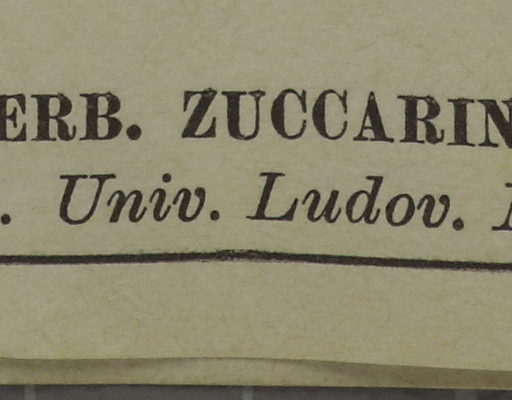 ERB. ZUCCARIN
. Univ. Ludov.